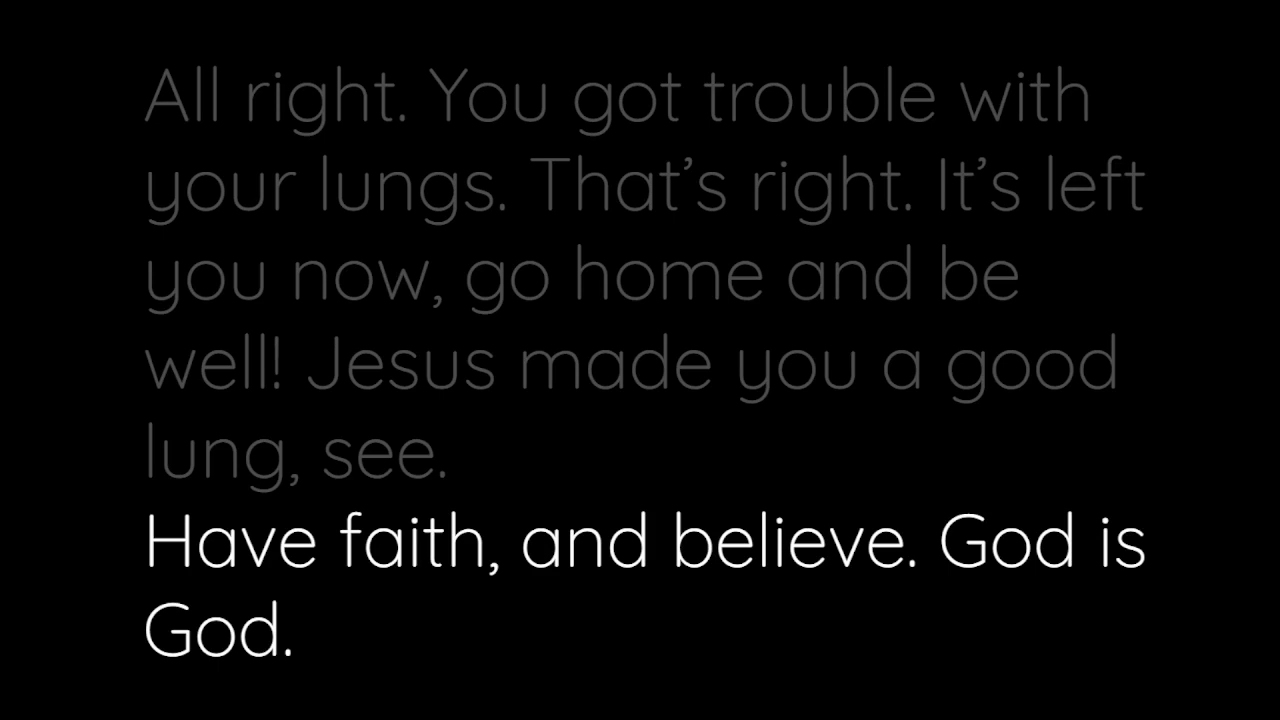 All right. You got trouble with
your lungs. That’s right. It’s left
you now, go home and be
well! Jesus made you a good
lung, see.
Have faith, and believe. God is
God.